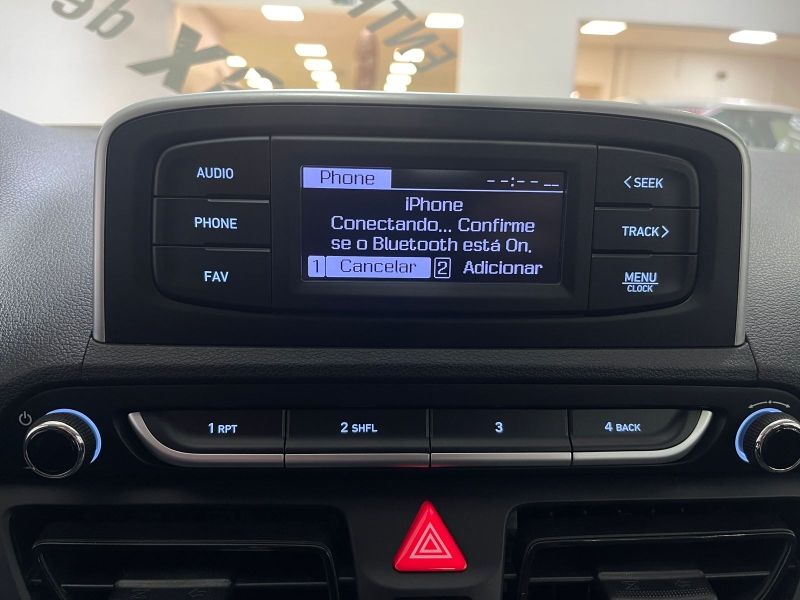 AUDIO
PHONE
FAV
Phone --:-- --
iPhone
Conectando... Confirme
se o Bluetooth está On.
1 Cancelar 2 Adicionar
<SEEK
TRACK>
MENU
CLOCK
1 RPT
2 SHFL
3
4 BACK